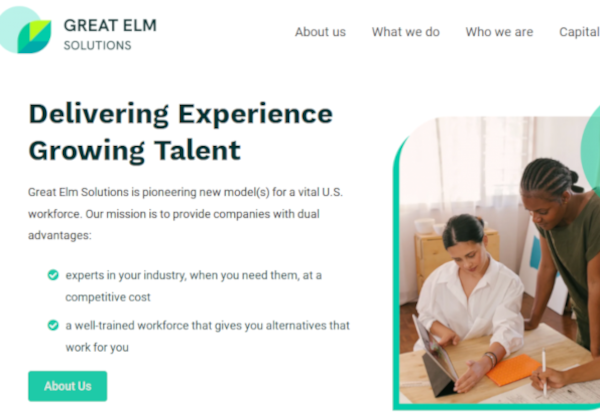 GREAT ELM
SOLUTIONS
About us
What we do
Who we are
Capital
Delivering Experience
Growing Talent
Great Elm Solutions is pioneering new model(s) for a vital U.S.
workforce. Our mission is to provide companies with dual
advantages:
experts in your industry, when you need them, at a
competitive cost
a well-trained workforce that gives you alternatives that
work for you
About Us